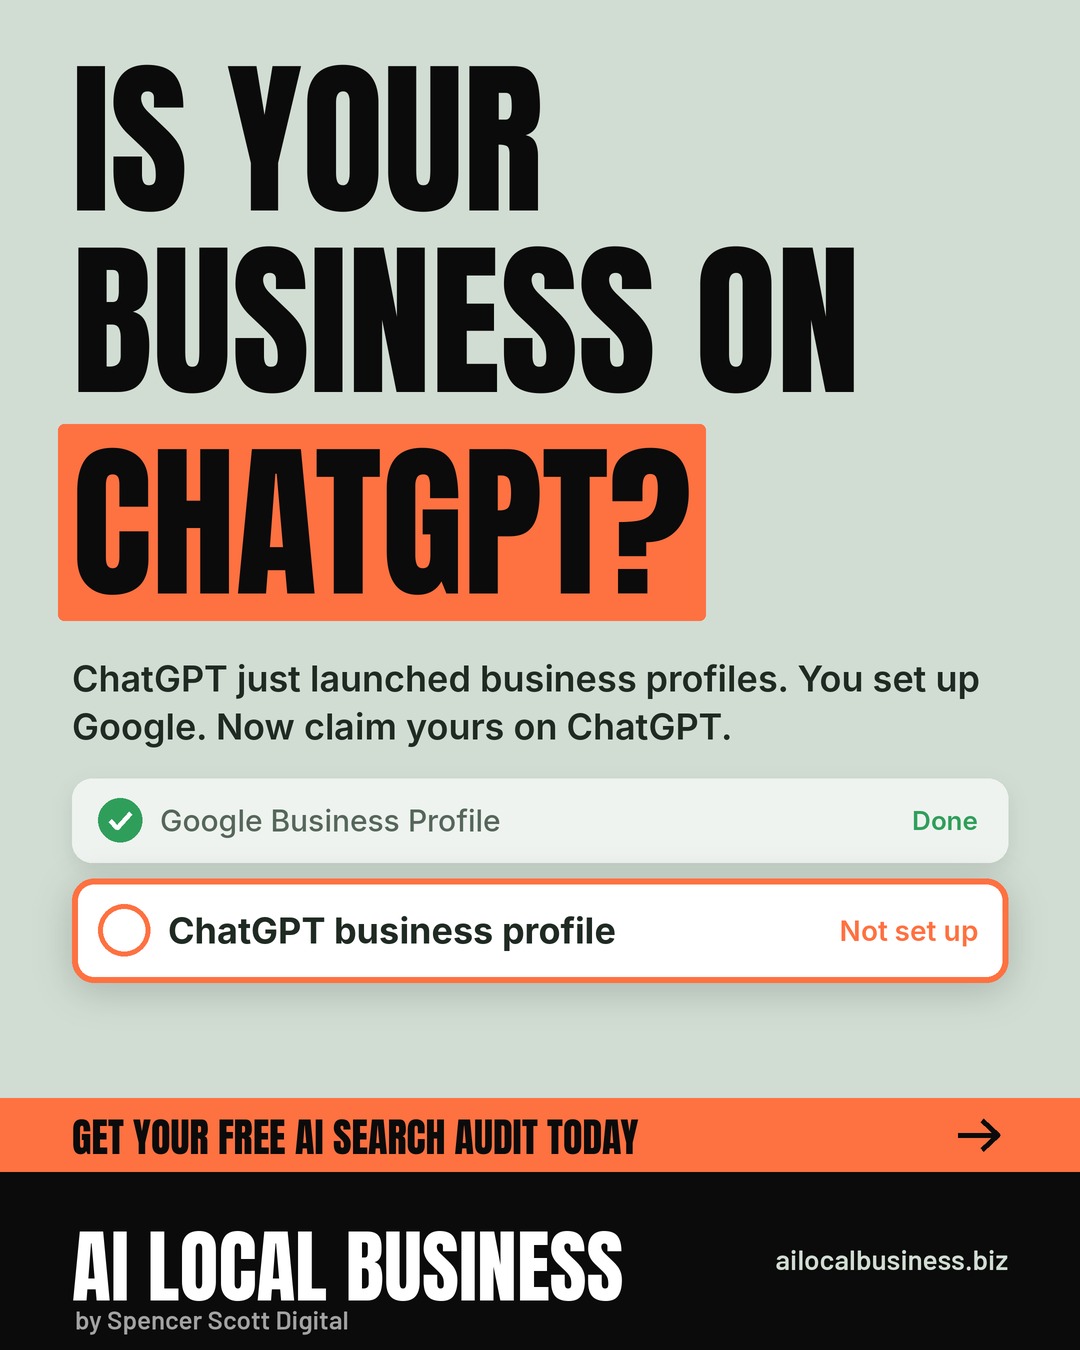 IS YOUR
BUSINESS ON
CHATGPT?
ChatGPT just launched business profiles. You set up
Google. Now claim yours on ChatGPT.
Google Business Profile Done
ChatGPT business profile Not set up
GET YOUR FREE AI SEARCH AUDIT TODAY
AI LOCAL BUSINESS
ailocalbusiness.biz
by Spencer Scott Digital